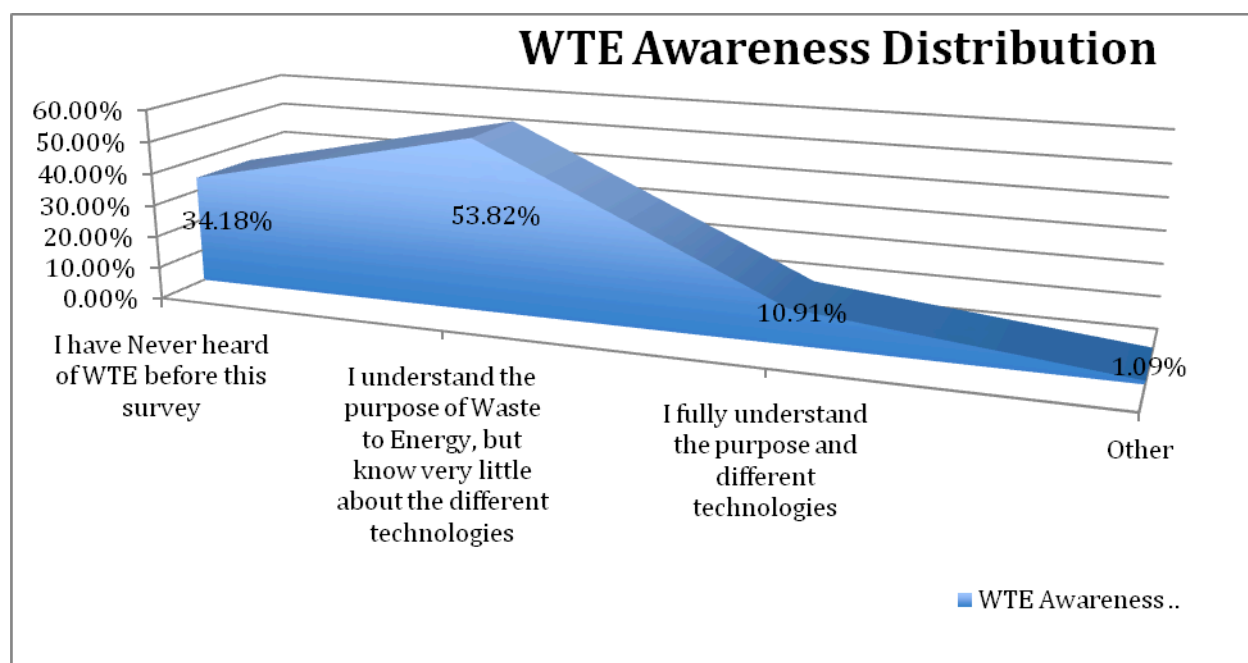 WTE Awareness Distribution
60.00%
50.00%
40.00%
30.00%
20.00%
10.00%
0.00%
34.18%
53.82%
10.91%
1.09%
I have Never heard
of WTE before this
survey
I understand the
purpose of Waste
to Energy, but
know very little
about the different
technologies
I fully understand
the purpose and
different
technologies
Other
WTE Awareness ..